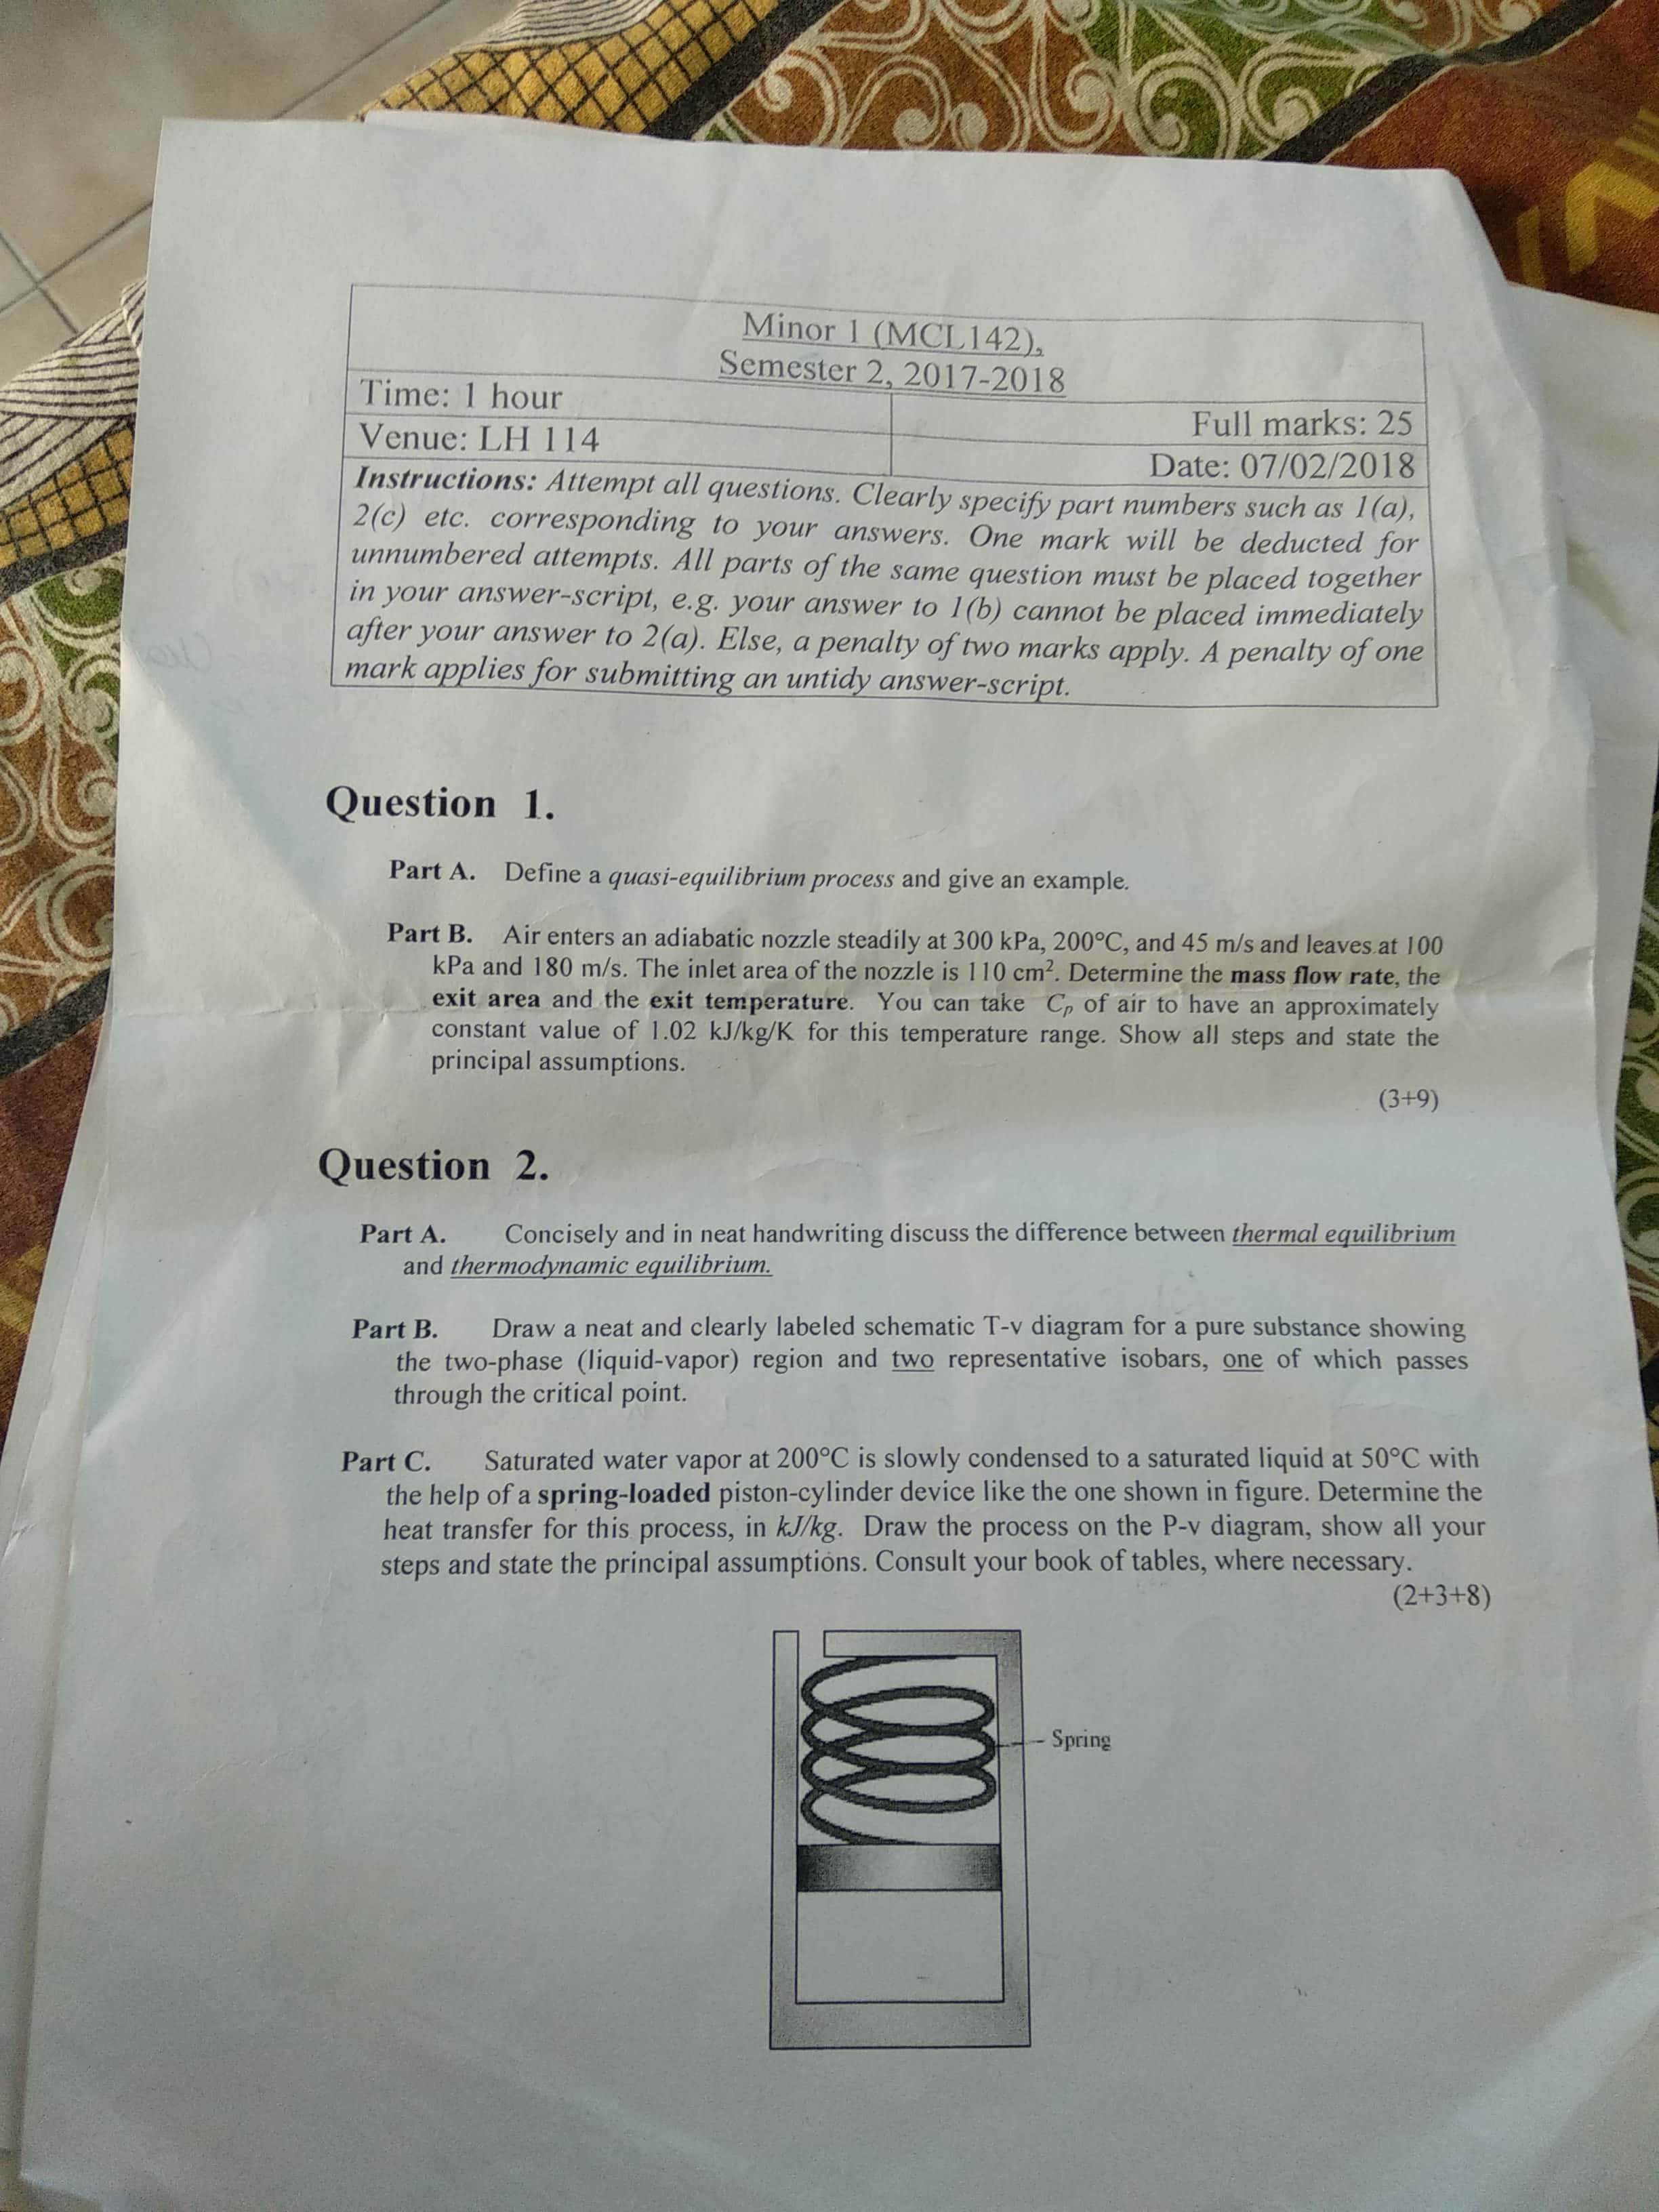 Minor 1 (MCL142),
Semester 2, 2017-2018
Time: 1 hour
Full marks: 25
Venue: LH 114
Date: 07/02/2018
Instructions: Attempt all questions. Clearly specify part numbers such as 1(a),
2(c) etc. corresponding to your answers. One mark will be deducted for
unnumbered attempts. All parts of the same question must be placed together
in your answer-script, e.g. your answer to 1(b) cannot be placed immediately
after your answer to 2(a). Else, a penalty of two marks apply. A penalty of one
mark applies for submitting an untidy answer-script.
Question 1.
Part A. Define a quasi-equilibrium process and give an example.
Part B. Air enters an adiabatic nozzle steadily at 300 kPa, 200°C, and 45 m/s and leaves at 100
kPa and 180 m/s. The inlet area of the nozzle is 110 cm². Determine the mass flow rate, the
exit area and the exit temperature. You can take Cp of air to have an approximately
constant value of 1.02 kJ/kg/K for this temperature range. Show all steps and state the
principal assumptions.
(3+9)
Question 2.
Part A. Concisely and in neat handwriting discuss the difference between thermal equilibrium
and thermodynamic equilibrium.
Part B. Draw a neat and clearly labeled schematic T-v diagram for a pure substance showing
the two-phase (liquid-vapor) region and two representative isobars, one of which passes
through the critical point.
Part C. Saturated water vapor at 200°C is slowly condensed to a saturated liquid at 50°C with
the help of a spring-loaded piston-cylinder device like the one shown in figure. Determine the
heat transfer for this process, in kJ/kg. Draw the process on the P-v diagram, show all your
steps and state the principal assumptions. Consult your book of tables, where necessary.
(2+3+8)
Spring